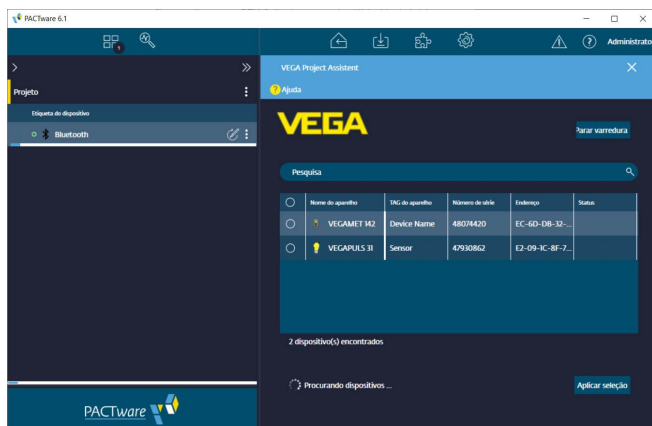 PACTware 6.1
1
Administrato
VEGA Project Assistent
Ajuda
Projeto
Etiqueta do dispositivo
Bluetooth
VEGA
Parar varredura
Pesquisa
Nome do aparelho TAG do aparelho Número de série Endereço Status
VEGAMET 142 Device Name 48074420 EC-6D-DB-32-...
VEGAPULS 31 Sensor 47930862 E2-09-1C-8F-7...
2 dispositivo(s) encontrados
Procurando dispositivos ...
Aplicar seleção
PACTware